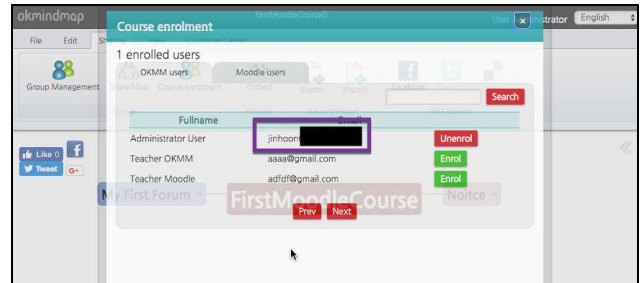 okmindmap
FirstMoodleCourse0
User Administrator
English
Course enrolment
x
File Edit
1 enrolled users
OKMM users Moodle users
Group Management Share Map Course enrolment Embed Export Import Facebook
Search
Fullname Email
Administrator User jinhoon Unenrol
Like 0
Teacher OKMM aaaa@gmail.com Enrol
Tweet G+
Teacher Moodle adfdf@gmail.com Enrol
My First Forum FirstMoodleCourse Noitce
Prev Next